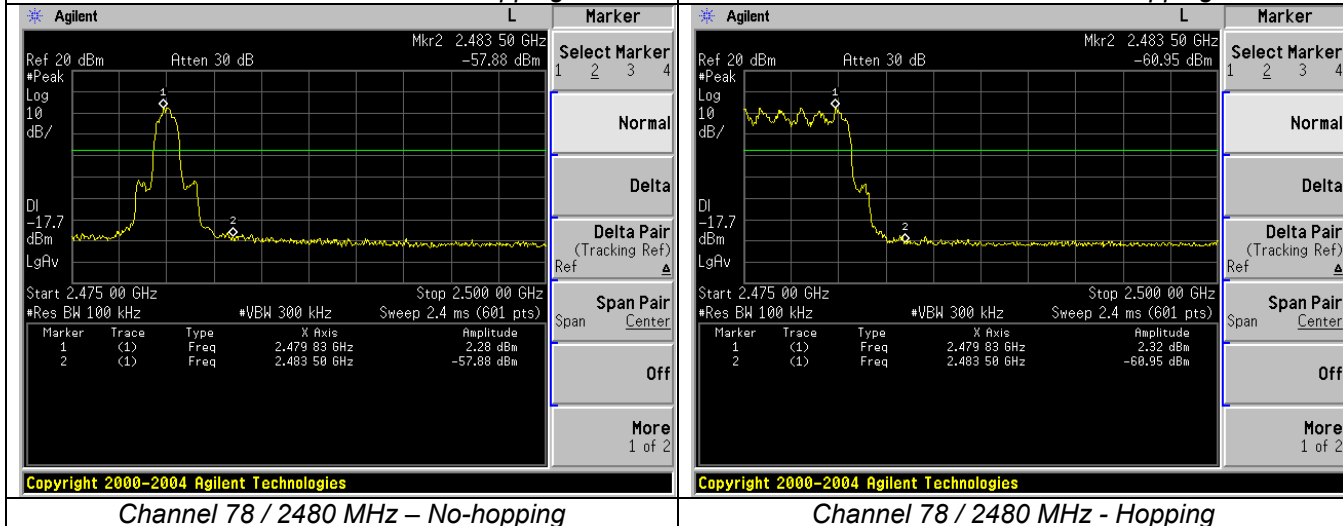 Agilent L Marker
Mkr2 2.483 50 GHz
Ref 20 dBm Atten 30 dB -57.88 dBm
#Peak
Log
10
dB/
1
2
DI
-17.7
dBm
LgAv
Start 2.475 00 GHz Stop 2.500 00 GHz
#Res BW 100 kHz #VBW 300 kHz Sweep 2.4 ms (601 pts)
Marker Trace Type X Axis Amplitude
1 (1) Freq 2.479 83 GHz 2.28 dBm
2 (1) Freq 2.483 50 GHz -57.88 dBm
Select Marker
1 2 3 4
Normal
Delta
Delta Pair
(Tracking Ref)
Ref Δ
Span Pair
Span Center
Off
More
1 of 2
Copyright 2000-2004 Agilent Technologies
Channel 78 / 2480 MHz – No-hopping
Agilent L Marker
Mkr2 2.483 50 GHz
Ref 20 dBm Atten 30 dB -60.95 dBm
#Peak
Log
10
dB/
1
2
DI
-17.7
dBm
LgAv
Start 2.475 00 GHz Stop 2.500 00 GHz
#Res BW 100 kHz #VBW 300 kHz Sweep 2.4 ms (601 pts)
Marker Trace Type X Axis Amplitude
1 (1) Freq 2.479 83 GHz 2.32 dBm
2 (1) Freq 2.483 50 GHz -60.95 dBm
Select Marker
1 2 3 4
Normal
Delta
Delta Pair
(Tracking Ref)
Ref Δ
Span Pair
Span Center
Off
More
1 of 2
Copyright 2000-2004 Agilent Technologies
Channel 78 / 2480 MHz - Hopping